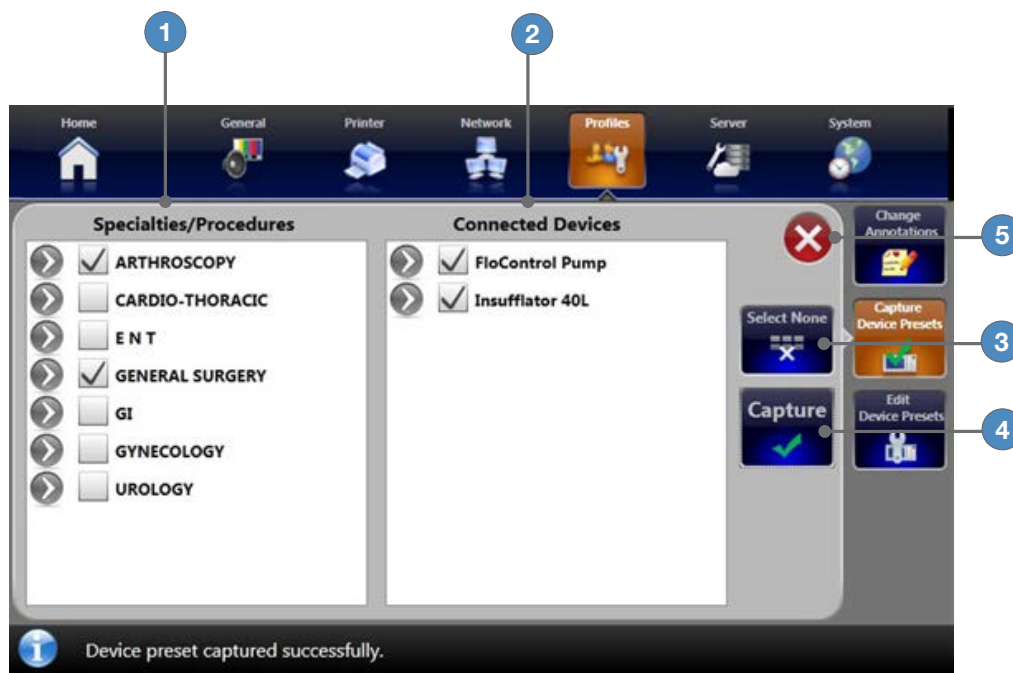 1
2
Home
General
Printer
Network
Profiles
Server
System
Specialties/Procedures
Connected Devices
ARTHROSCOPY
CARDIO-THORACIC
E N T
GENERAL SURGERY
GI
GYNECOLOGY
UROLOGY
FloControl Pump
Insufflator 40L
Select None
Capture
Change
Annotations
Capture
Device Presets
Edit
Device Presets
5
3
4
Device preset captured successfully.